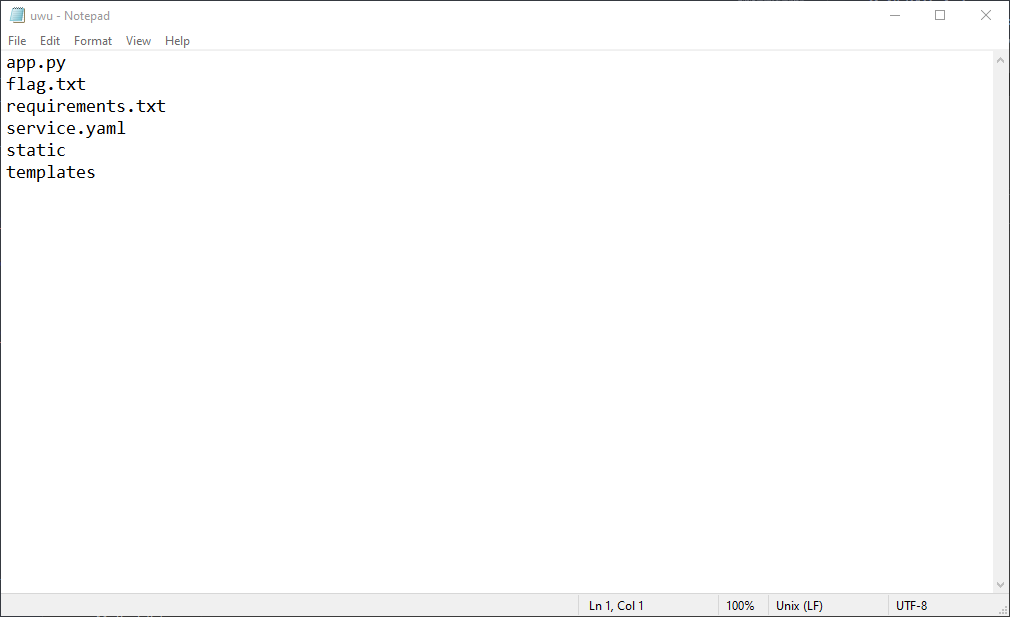 uwu - Notepad
File Edit Format View Help
app.py
flag.txt
requirements.txt
service.yaml
static
templates
Ln 1, Col 1 100% Unix (LF) UTF-8